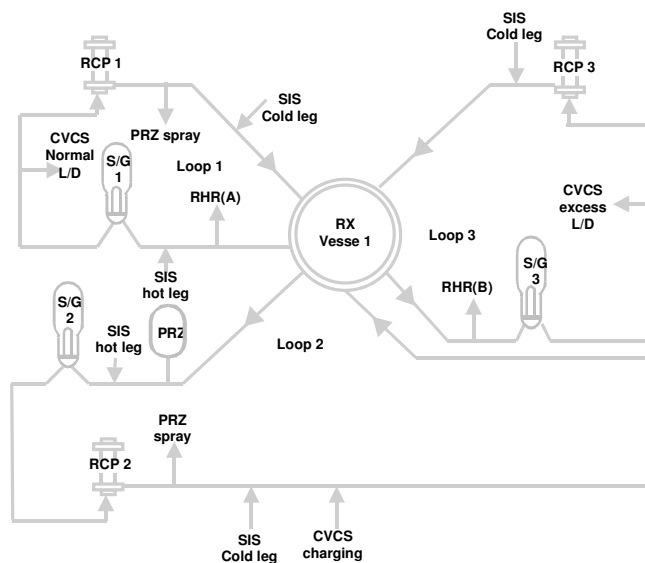 SIS
Cold leg
RCP 1
RCP 3
SIS
Cold leg
PRZ spray
CVCS
Normal
L/D
S/G
1
Loop 1
RHR(A)
RX
Vesse 1
CVCS
excess
L/D
Loop 3
S/G
3
SIS
hot leg
RHR(B)
S/G
2
SIS
hot leg
PRZ
Loop 2
PRZ
spray
RCP 2
SIS
Cold leg
CVCS
charging